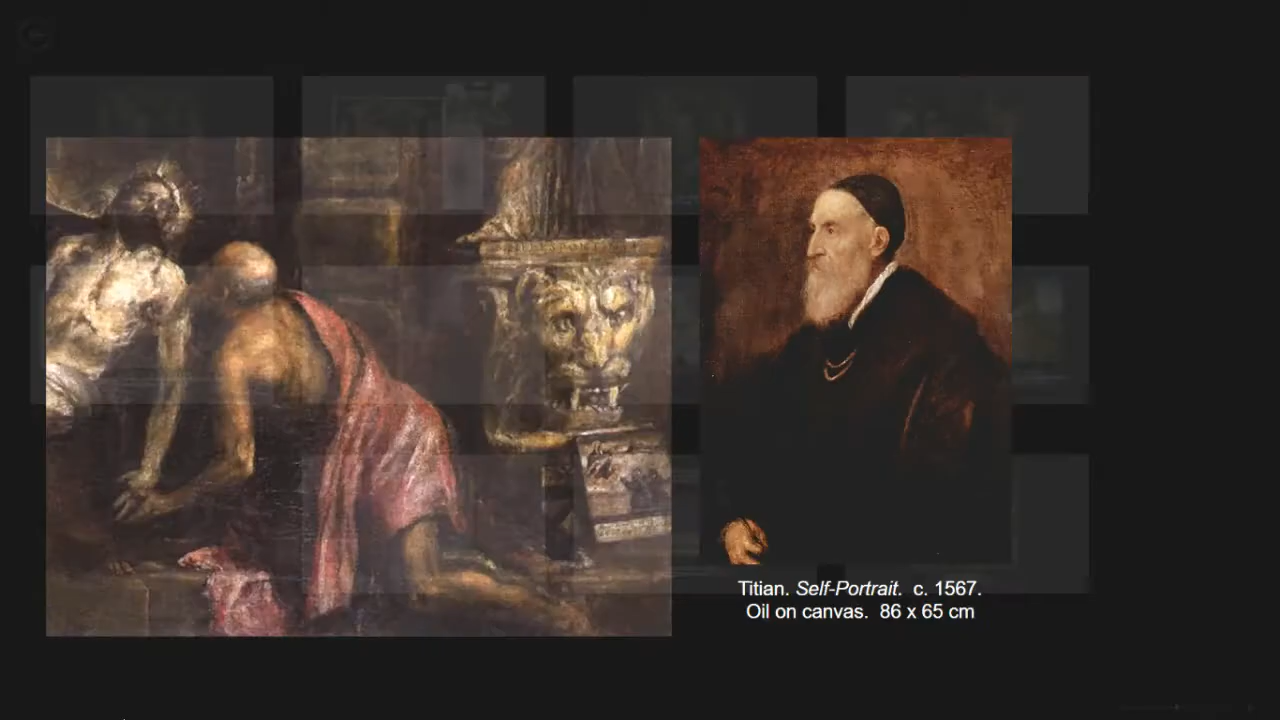 Titian. Self-Portrait. c. 1567.
Oil on canvas. 86 x 65 cm